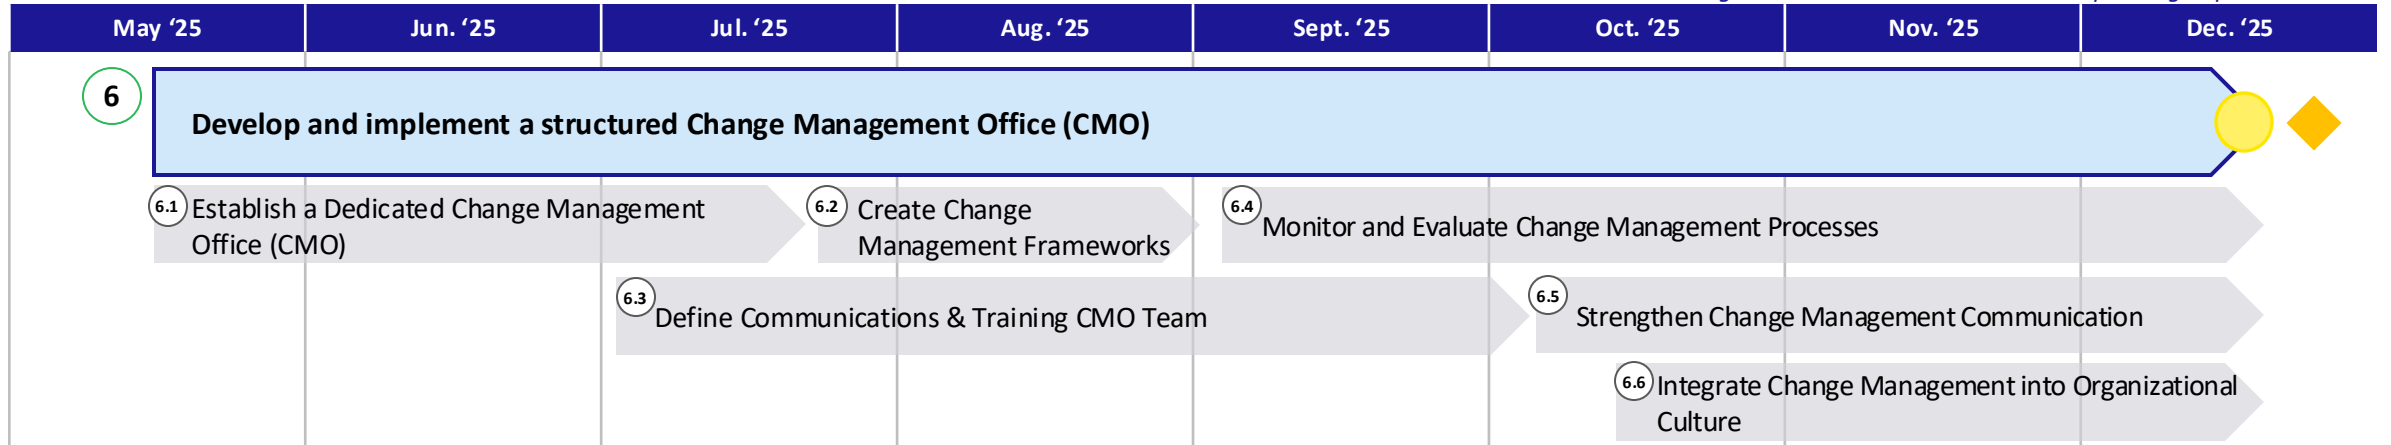 May ‘25
Jun. ‘25
Jul. ‘25
Aug. ‘25
Sept. ‘25
Oct. ‘25
Nov. ‘25
Dec. ‘25
6
Develop and implement a structured Change Management Office (CMO)
6.1
Establish a Dedicated Change Management
Office (CMO)
6.2
Create Change
Management Frameworks
6.4
Monitor and Evaluate Change Management Processes
6.3
Define Communications & Training CMO Team
6.5
Strengthen Change Management Communication
6.6
Integrate Change Management into Organizational
Culture